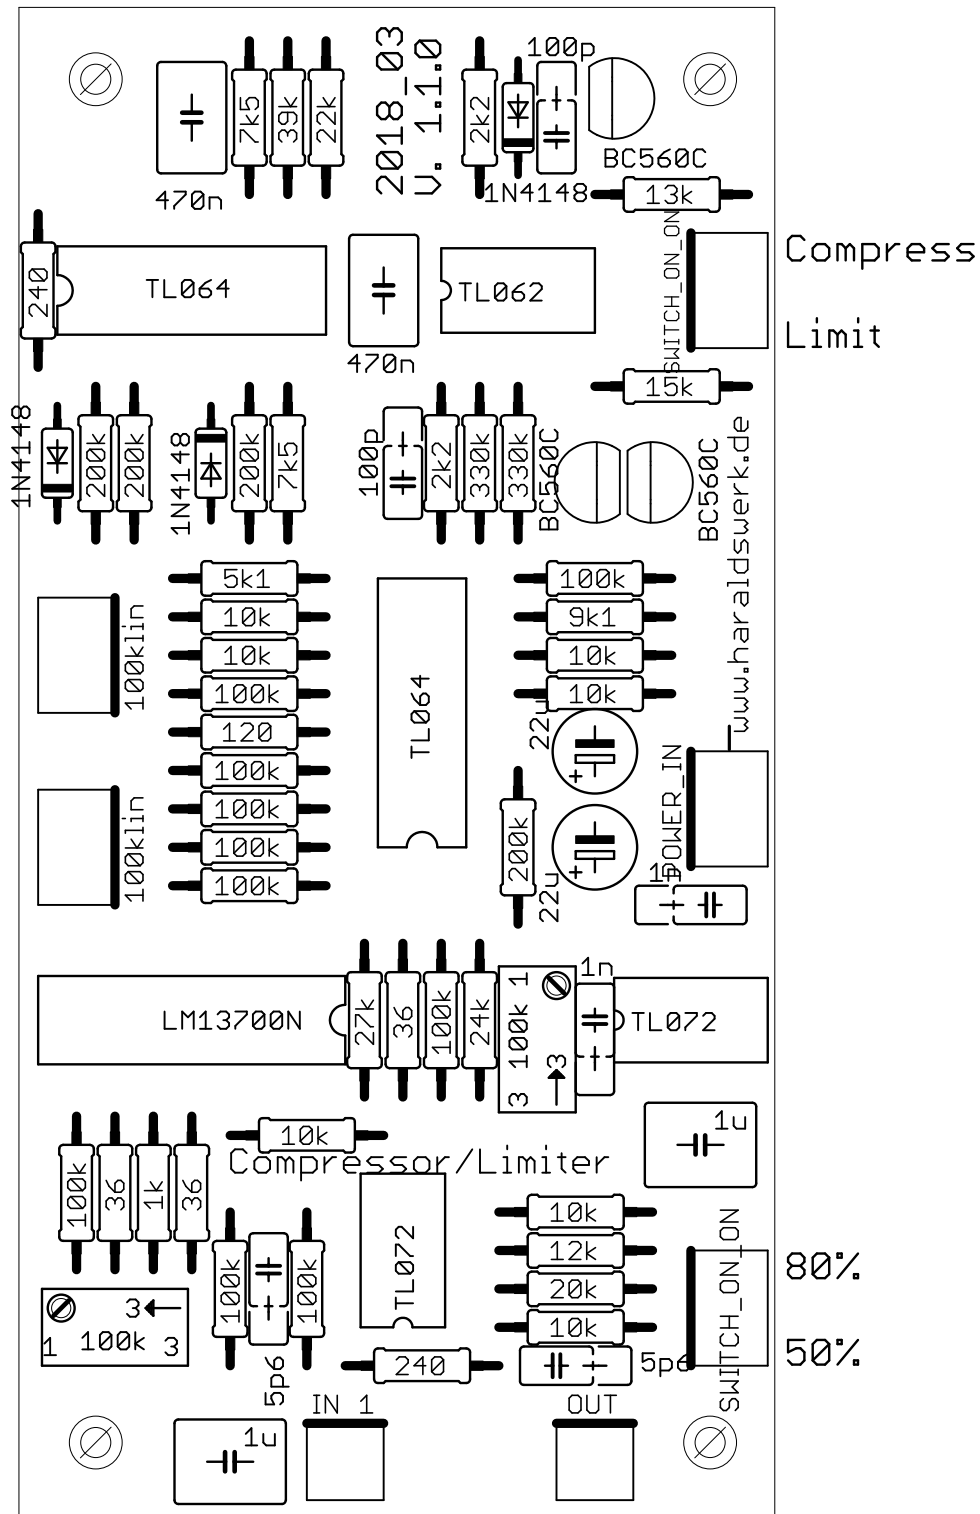 2018_03
V. 1.1.0
100p
7k5
39k
22k
2k2
470n
1N4148
BC560C
13k
SWITCH_ON_ON
Compress
240
TL064
TL062
Limit
470n
15k
1N4148
200k
200k
1N4148
200k
7k5
100p
2k2
330k
330k
BC560C
BC560C
www.haraldswerk.de
5k1
10k
10k
100k
120
100k
100k
100k
100k
100klin
100klin
TL064
100k
9k1
10k
10k
22u
200k
22u
POWER_IN
1n
LM13700N
27k
36
100k
24k
1
100k
3
3
1n
TL072
1u
10k
Compressor/Limiter
100k
36
1k
36
100k
100k
5p6
TL072
10k
12k
20k
10k
5p6
SWITCH_ON_ON
80%
50%
3
1
100k
3
240
IN 1
OUT
1u